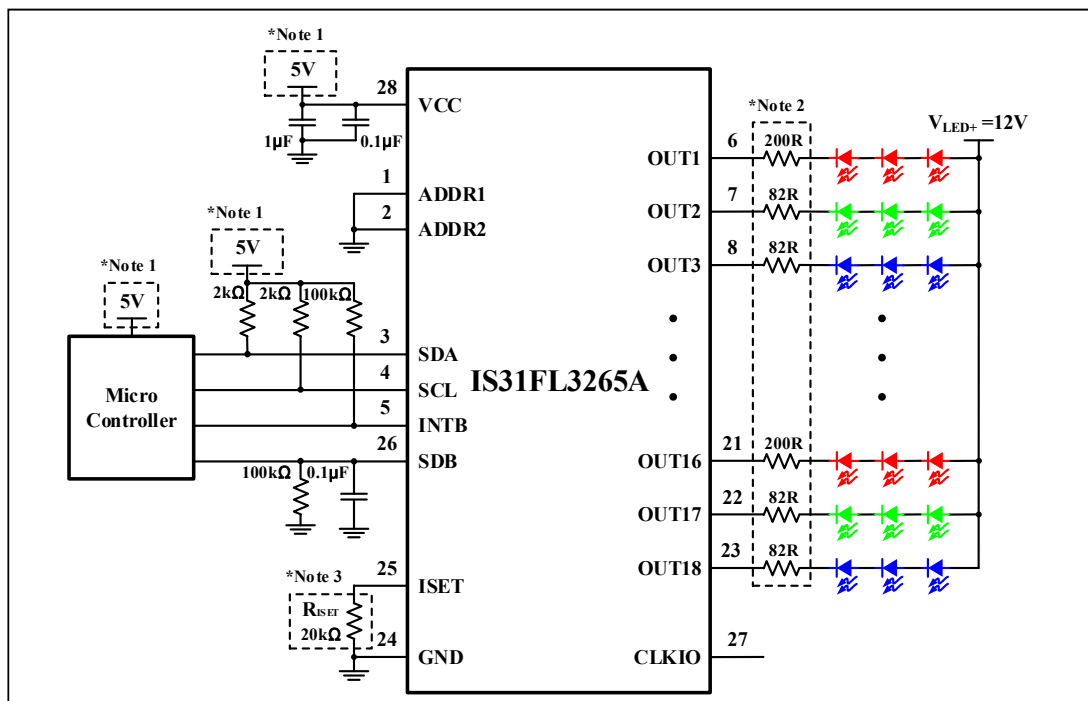 *Note 1
5V
28
VCC
1µF
0.1µF
1
ADDR1
2
ADDR2
*Note 1
5V
*Note 1
5V
2kΩ
2kΩ
100kΩ
Micro
Controller
3
SDA
4
SCL
5
INTB
26
SDB
100kΩ
0.1µF
*Note 3
25
ISET
RISET
20kΩ
24
GND
IS31FL3265A
*Note 2
VLED+ =12V
OUT1
6
200R
OUT2
7
82R
OUT3
8
82R
OUT16
21
200R
OUT17
22
82R
OUT18
23
82R
CLKIO
27